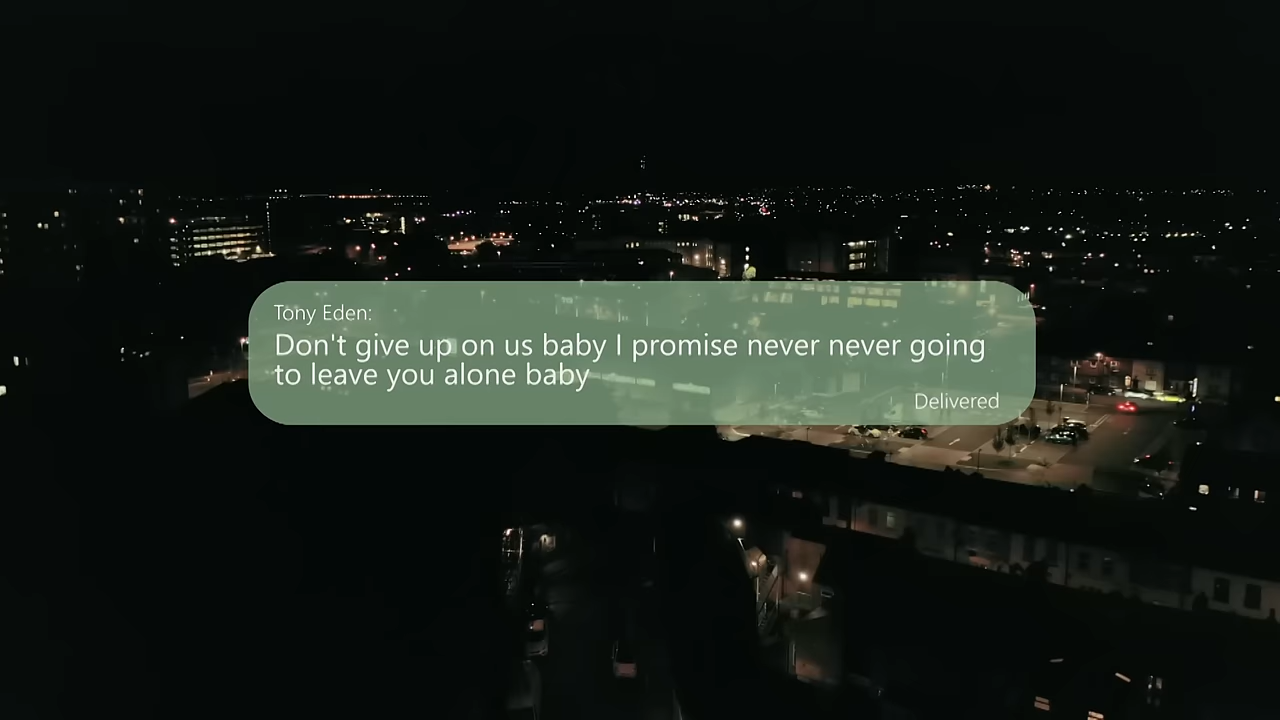 Tony Eden:
Don't give up on us baby I promise never never going
to leave you alone baby
Delivered